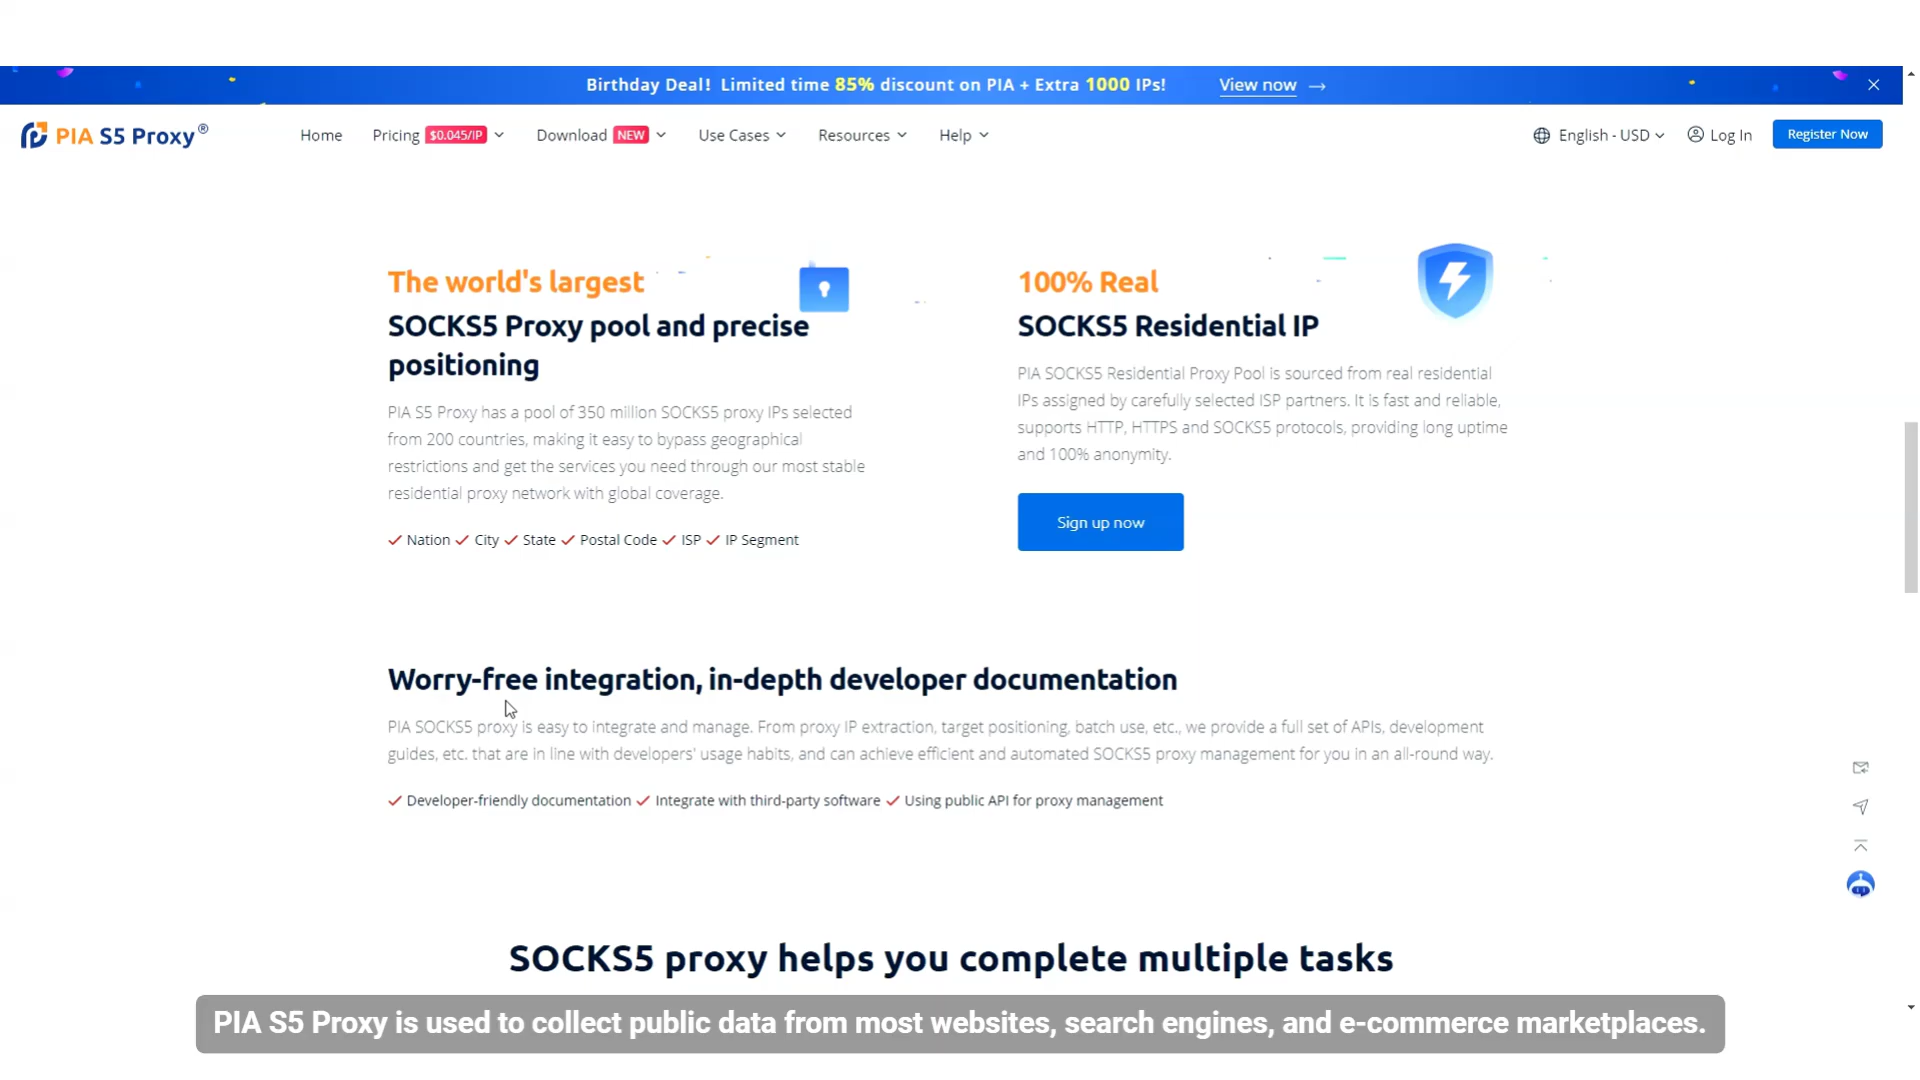 Birthday Deal! Limited time 85% discount on PIA + Extra 1000 IPs! View now →
PIA S5 Proxy® Home Pricing $0.045/IP Download NEW Use Cases Resources Help English - USD Log In Register Now
The world's largest
SOCKS5 Proxy pool and precise
positioning
PIA S5 Proxy has a pool of 350 million SOCKS5 proxy IPs selected
from 200 countries, making it easy to bypass geographical
restrictions and get the services you need through our most stable
residential proxy network with global coverage.
Nation City State Postal Code ISP IP Segment
100% Real
SOCKS5 Residential IP
PIA SOCKS5 Residential Proxy Pool is sourced from real residential
IPs assigned by carefully selected ISP partners. It is fast and reliable,
supports HTTP, HTTPS and SOCKS5 protocols, providing long uptime
and 100% anonymity.
Sign up now
Worry-free integration, in-depth developer documentation
PIA SOCKS5 proxy is easy to integrate and manage. From proxy IP extraction, target positioning, batch use, etc., we provide a full set of APIs, development
guides, etc. that are in line with developers' usage habits, and can achieve efficient and automated SOCKS5 proxy management for you in an all-round way.
Developer-friendly documentation Integrate with third-party software Using public API for proxy management
SOCKS5 proxy helps you complete multiple tasks
PIA S5 Proxy is used to collect public data from most websites, search engines, and e-commerce marketplaces.